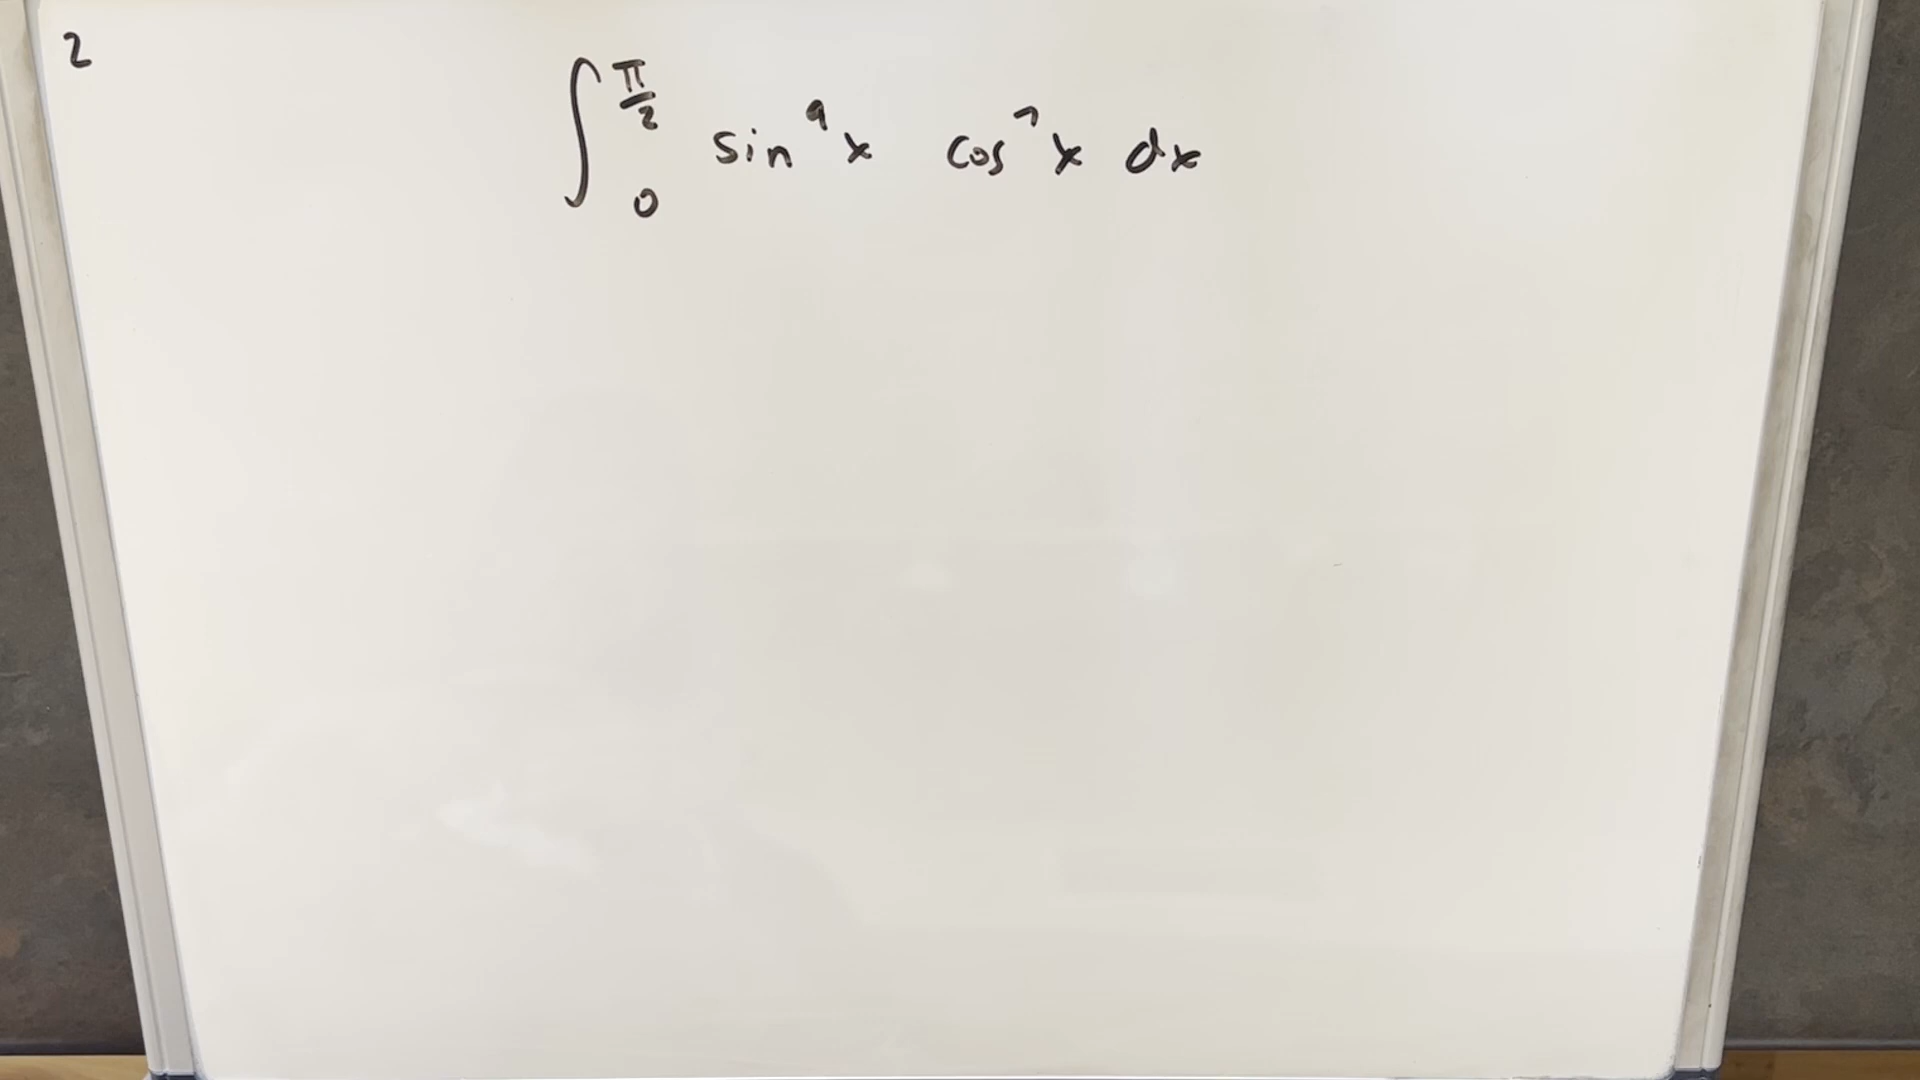 2
∫₀^{π/2} sin⁹x cos⁷x dx